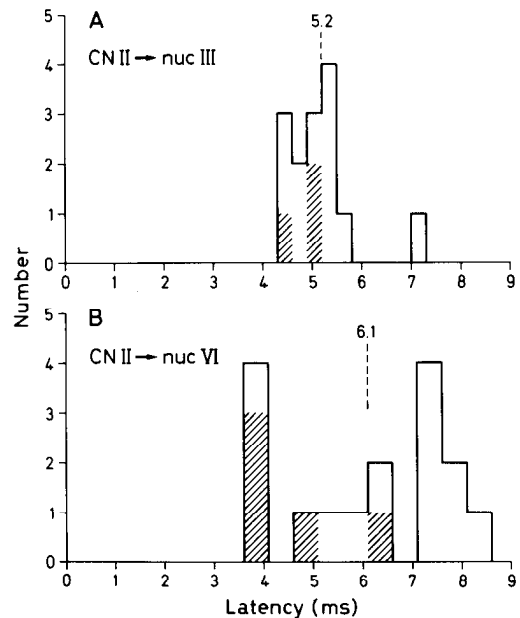 A
5.2
CN II → nuc III
5
4
3
2
1
0
0 1 2 3 4 5 6 7 8 9
Number
B
6.1
CN II → nuc VI
5
4
3
2
1
0
0 1 2 3 4 5 6 7 8 9
Latency (ms)